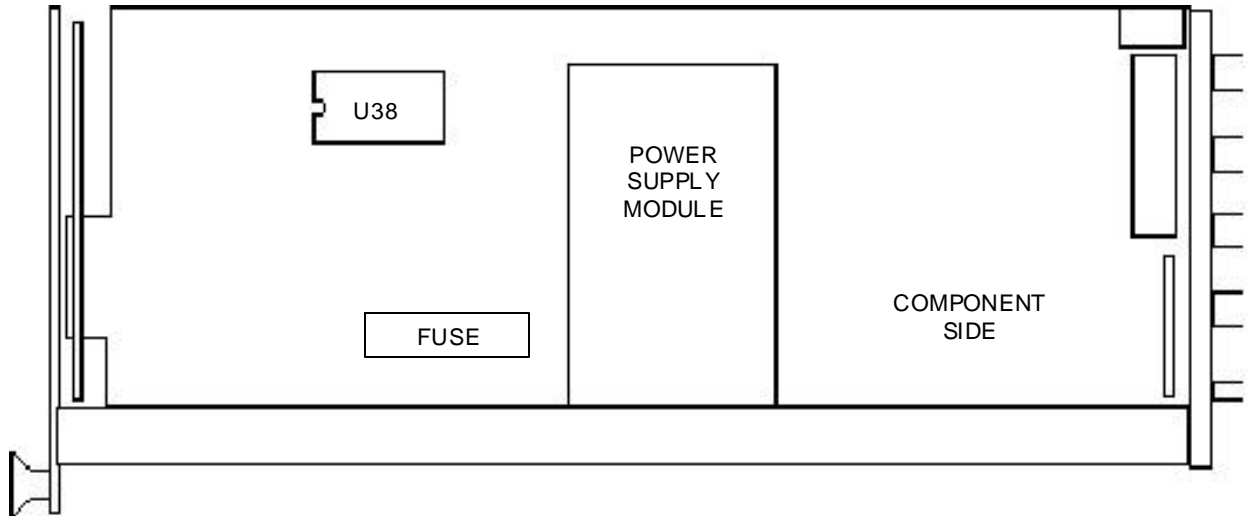 U38
POWER
SUPPLY
MODULE
COMPONENT
SIDE
FUSE